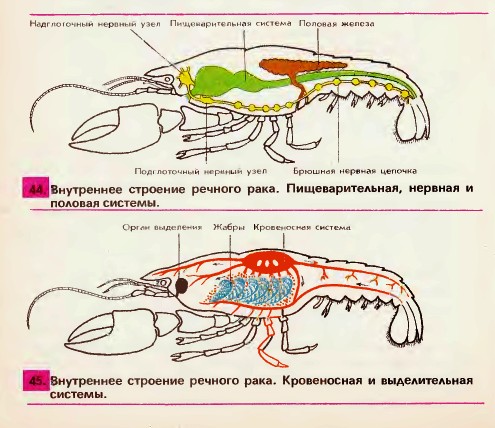 Надглоточный нервный узел Пищеварительная система Половая железа
Подглоточный нервный узел Брюшная нервная цепочка
44. Внутреннее строение речного рака. Пищеварительная, нервная и
половая системы.
Орган выделения Жабры Кровеносная система
45. Внутреннее строение речного рака. Кровеносная и выделительная
системы.